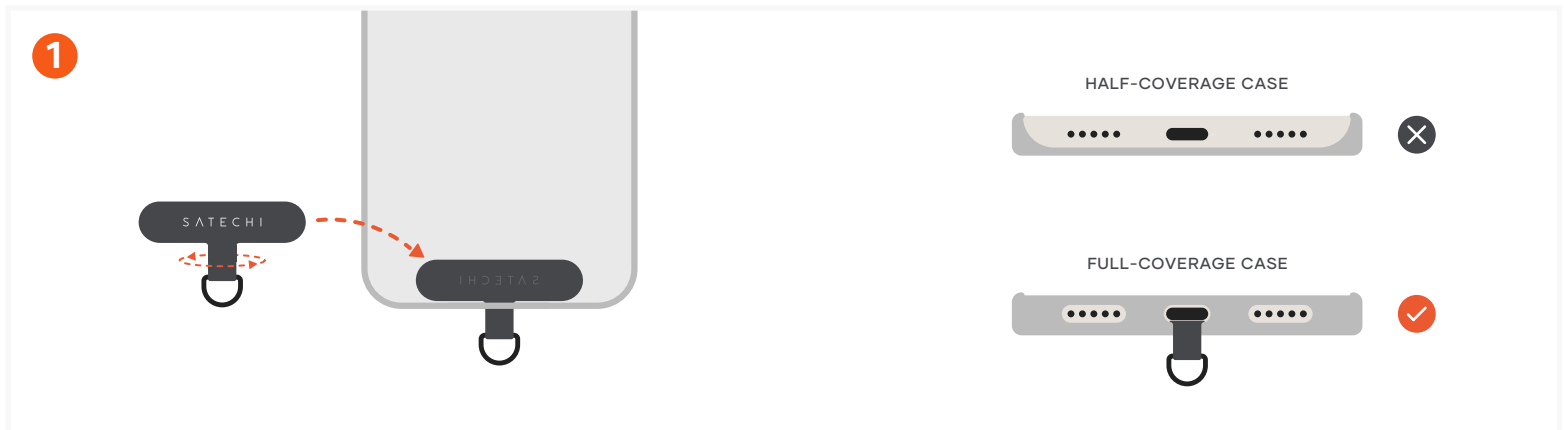 1
SATECHI
SATECHI
HALF-COVERAGE CASE
FULL-COVERAGE CASE